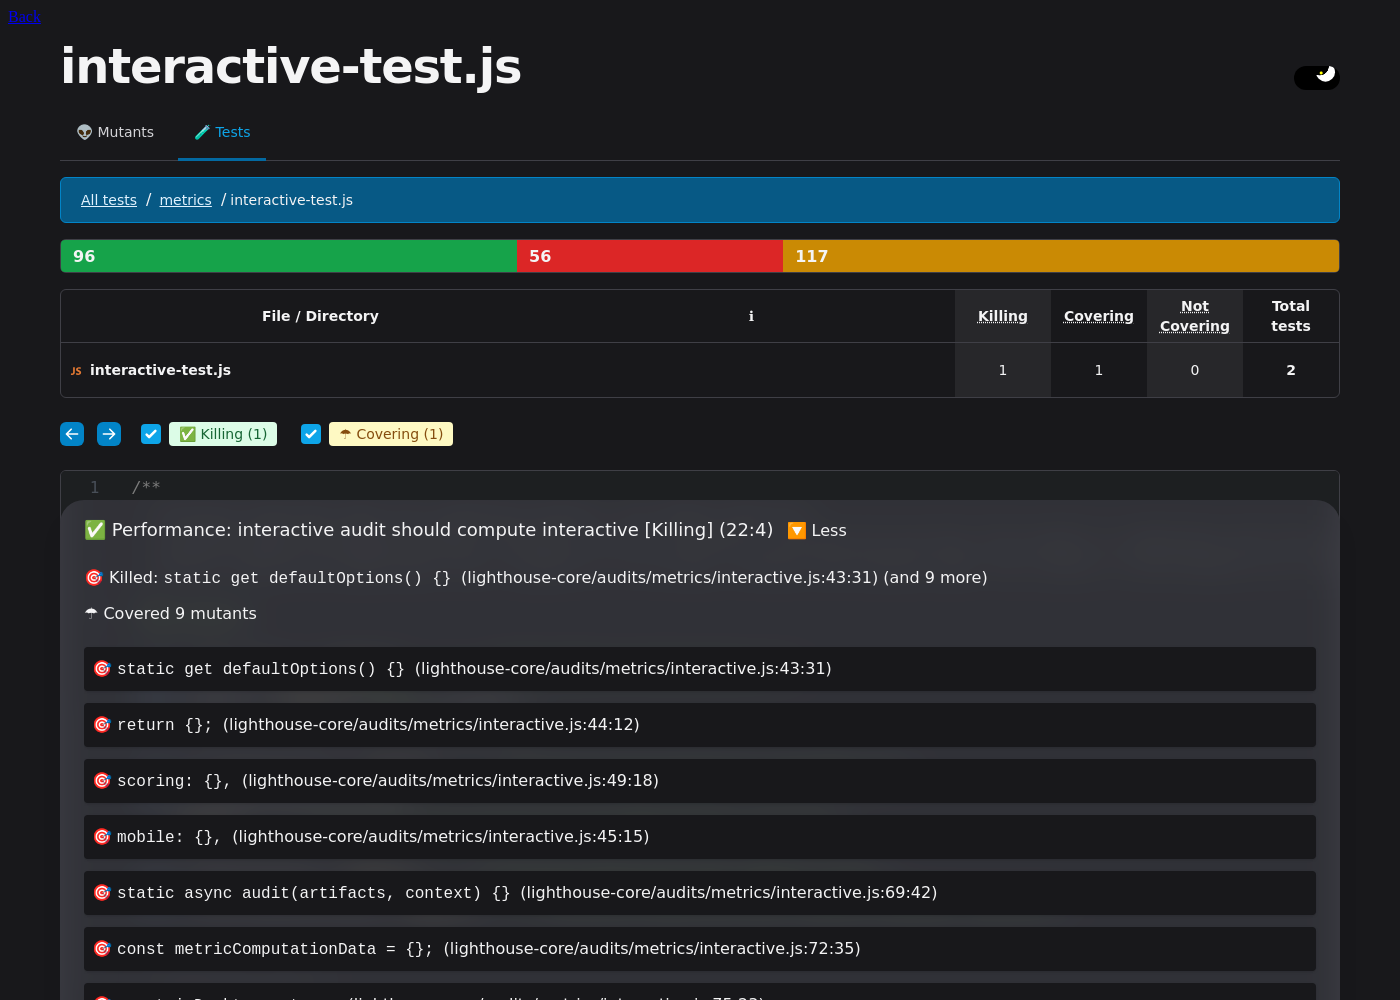 Back
interactive-test.js
👽 Mutants 🧪 Tests
All tests / metrics / interactive-test.js
96 56 117
File / Directory ℹ Killing Covering Not Covering Total tests
JS interactive-test.js 1 1 0 2
✅ Killing (1) ☂ Covering (1)
1 /**
✅ Performance: interactive audit should compute interactive [Killing] (22:4) 🔽 Less
🎯 Killed: static get defaultOptions() {} (lighthouse-core/audits/metrics/interactive.js:43:31) (and 9 more)
☂ Covered 9 mutants
🎯 static get defaultOptions() {} (lighthouse-core/audits/metrics/interactive.js:43:31)
🎯 return {}; (lighthouse-core/audits/metrics/interactive.js:44:12)
🎯 scoring: {}, (lighthouse-core/audits/metrics/interactive.js:49:18)
🎯 mobile: {}, (lighthouse-core/audits/metrics/interactive.js:45:15)
🎯 static async audit(artifacts, context) {} (lighthouse-core/audits/metrics/interactive.js:69:42)
🎯 const metricComputationData = {}; (lighthouse-core/audits/metrics/interactive.js:72:35)